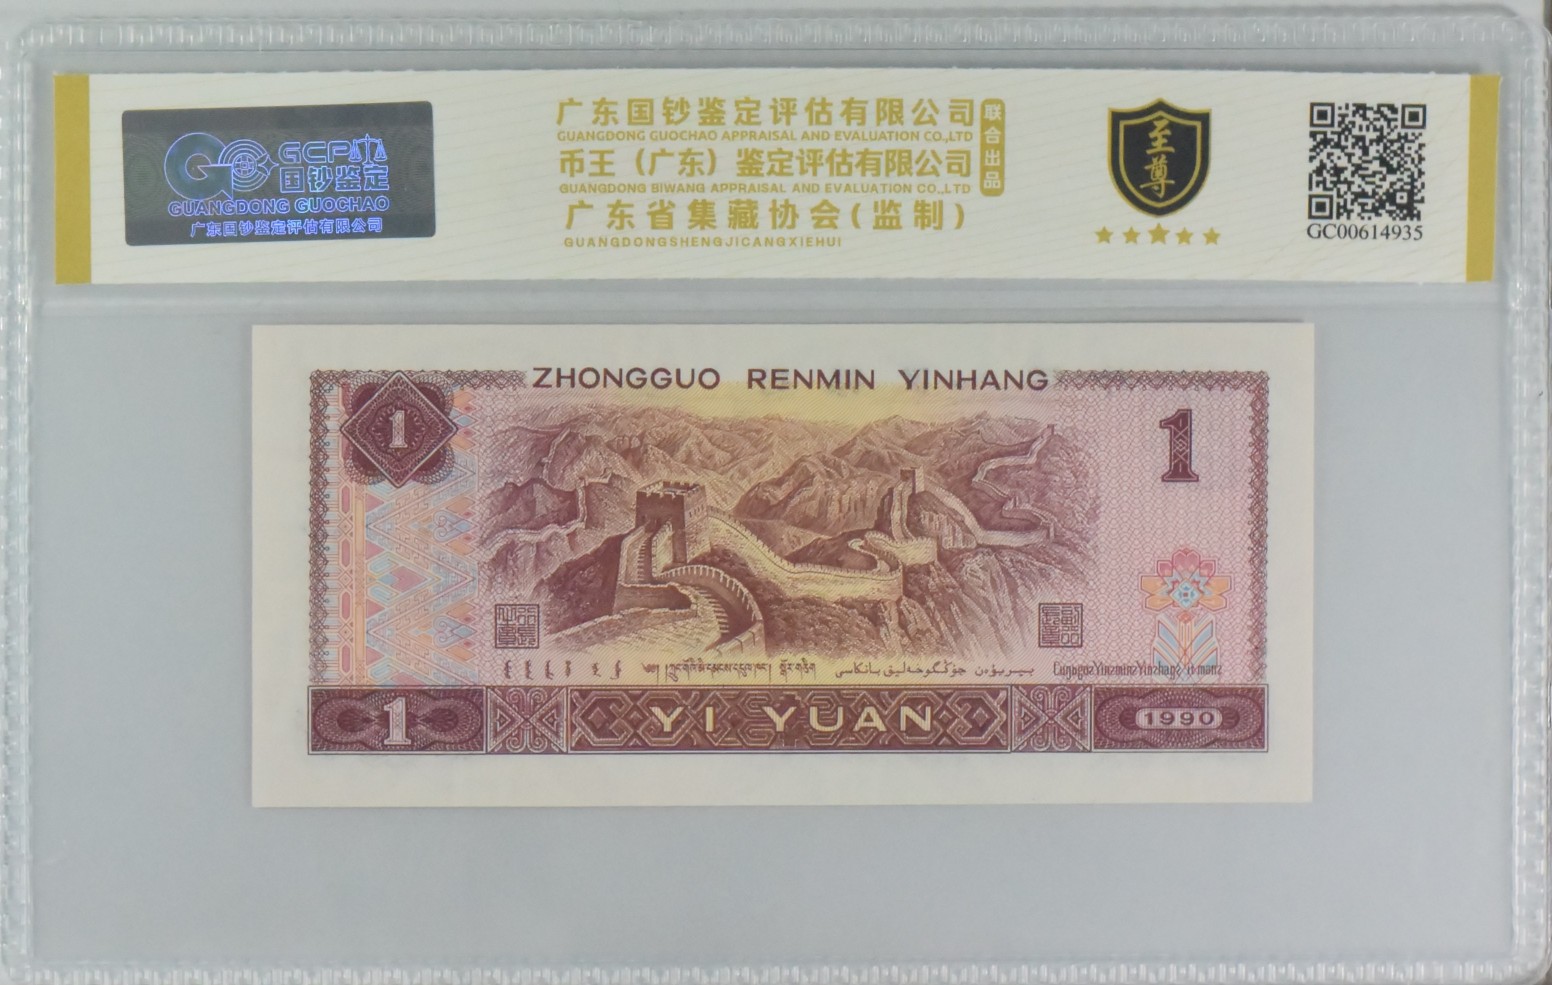 GCP
国钞鉴定
GUANGDONG GUOCHAO
广东国钞鉴定评估有限公司
广东国钞鉴定评估有限公司
GUANGDONG GUOCHAO APPRAISAL AND EVALUATION CO.,LTD
币王（广东）鉴定评估有限公司
GUANGDONG BIWANG APPRAISAL AND EVALUATION CO.,LTD
广东省集藏协会(监制)
GUANGDONGSHENGJICANGXIEHUI
联合出品
至尊
GC00614935
ZHONGGUO RENMIN YINHANG
1
1
1
YI YUAN
1990